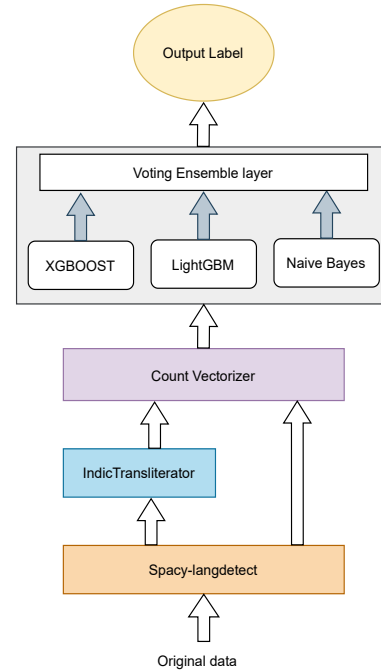 Output Label
Voting Ensemble layer
XGBOOST
LightGBM
Naive Bayes
Count Vectorizer
IndicTransliterator
Spacy-langdetect
Original data